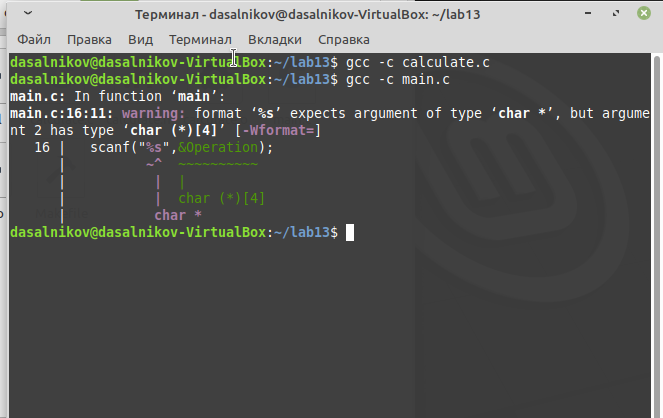 Терминал - dasalnikov@dasalnikov-VirtualBox: ~/lab13
Файл Правка Вид Терминал Вкладки Справка
dasalnikov@dasalnikov-VirtualBox:~/lab13$ gcc -c calculate.c
dasalnikov@dasalnikov-VirtualBox:~/lab13$ gcc -c main.c
main.c: In function ‘main’:
main.c:16:11: warning: format ‘%s’ expects argument of type ‘char *’, but argume
nt 2 has type ‘char (*)[4]’ [-Wformat=]
   16 |   scanf("%s",&Operation);
      |          ~^  ~~~~~~~~~~
      |           |  |
      |           |  char (*)[4]
      |           char *
dasalnikov@dasalnikov-VirtualBox:~/lab13$